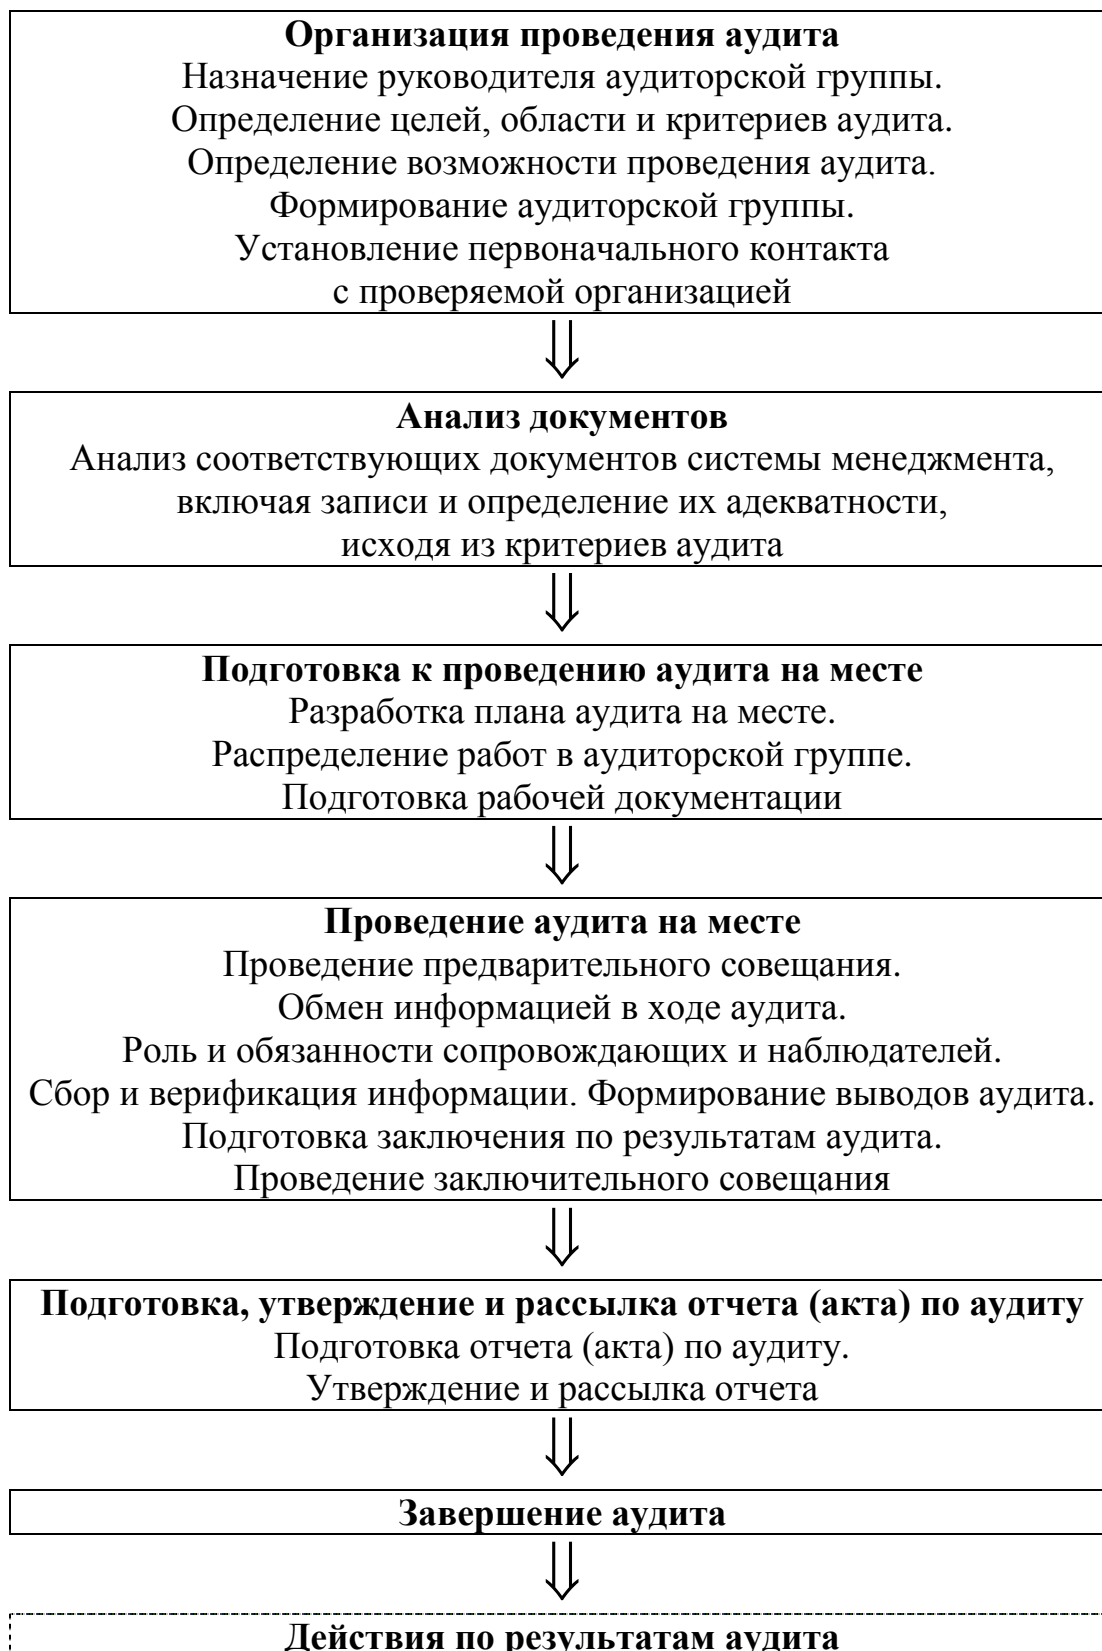 Организация проведения аудита
Назначение руководителя аудиторской группы.
Определение целей, области и критериев аудита.
Определение возможности проведения аудита.
Формирование аудиторской группы.
Установление первоначального контакта
с проверяемой организацией
Анализ документов
Анализ соответствующих документов системы менеджмента,
включая записи и определение их адекватности,
исходя из критериев аудита
Подготовка к проведению аудита на месте
Разработка плана аудита на месте.
Распределение работ в аудиторской группе.
Подготовка рабочей документации
Проведение аудита на месте
Проведение предварительного совещания.
Обмен информацией в ходе аудита.
Роль и обязанности сопровождающих и наблюдателей.
Сбор и верификация информации. Формирование выводов аудита.
Подготовка заключения по результатам аудита.
Проведение заключительного совещания
Подготовка, утверждение и рассылка отчета (акта) по аудиту
Подготовка отчета (акта) по аудиту.
Утверждение и рассылка отчета
Завершение аудита
Действия по результатам аудита